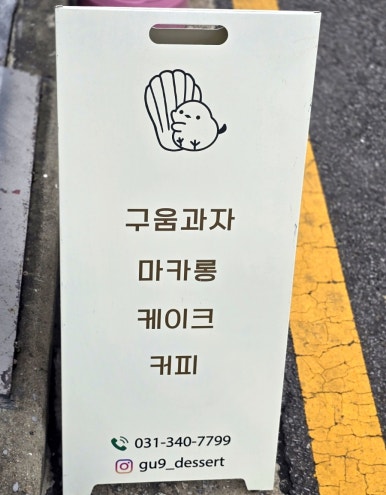 구움과자
마카롱
케이크
커피
031-340-7799
gu9_dessert